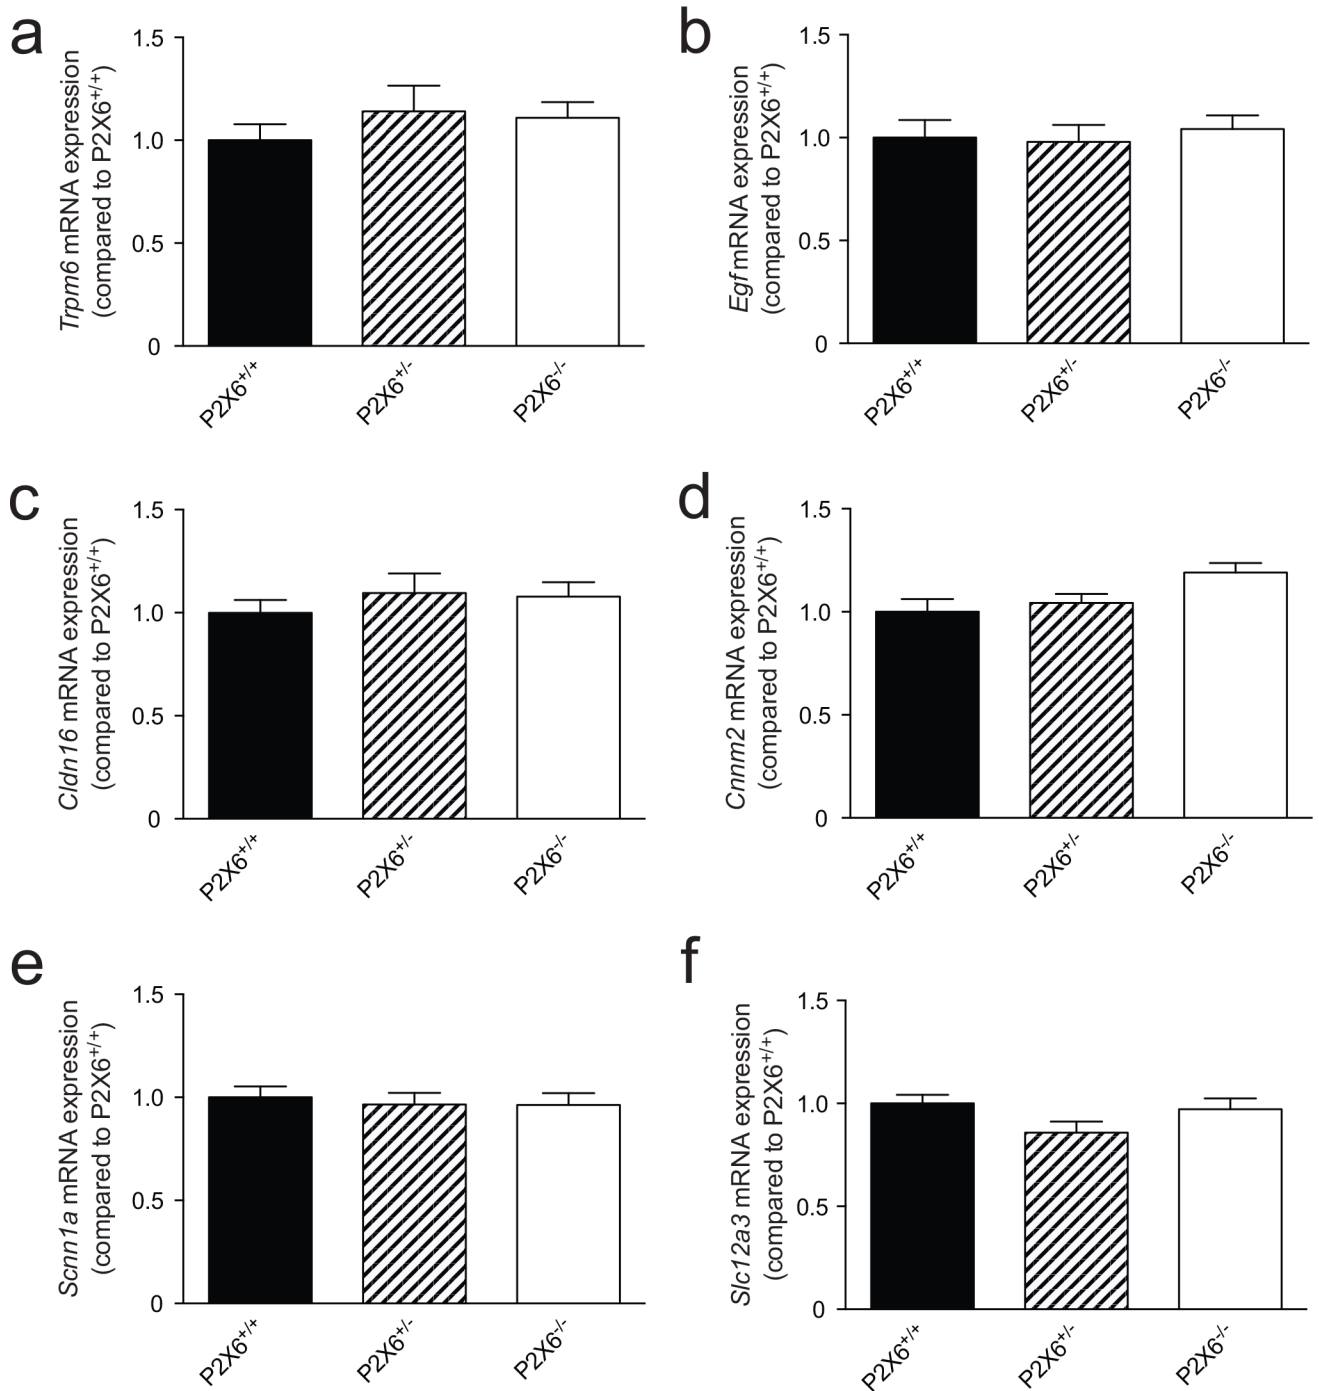 a
Trpm6 mRNA expression
(compared to P2X6+/+)
1.5
1.0
0.5
0
P2X6+/+
P2X6+/-
P2X6-/-
b
Egf mRNA expression
(compared to P2X6+/+)
1.5
1.0
0.5
0
P2X6+/+
P2X6+/-
P2X6-/-
c
Cldn16 mRNA expression
(compared to P2X6+/+)
1.5
1.0
0.5
0
P2X6+/+
P2X6+/-
P2X6-/-
d
Cnnm2 mRNA expression
(compared to P2X6+/+)
1.5
1.0
0.5
0
P2X6+/+
P2X6+/-
P2X6-/-
e
Scnn1a mRNA expression
(compared to P2X6+/+)
1.5
1.0
0.5
0
P2X6+/+
P2X6+/-
P2X6-/-
f
Slc12a3 mRNA expression
(compared to P2X6+/+)
1.5
1.0
0.5
0
P2X6+/+
P2X6+/-
P2X6-/-